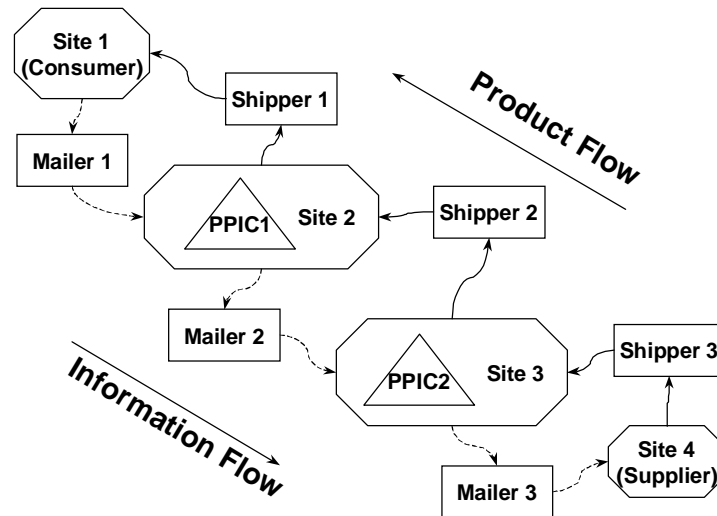 Site 1
(Consumer)
Shipper 1
Product Flow
Mailer 1
PPIC1
Site 2
Shipper 2
Mailer 2
Information Flow
PPIC2
Site 3
Shipper 3
Mailer 3
Site 4
(Supplier)